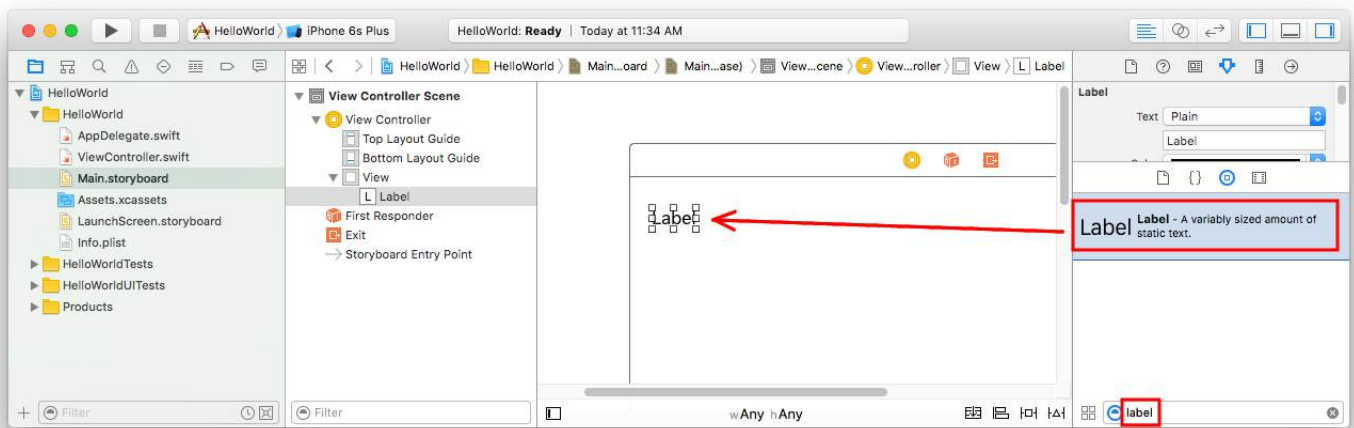 HelloWorld
iPhone 6s Plus
HelloWorld: Ready | Today at 11:34 AM
HelloWorld
HelloWorld
Main...oard
Main...ase)
View...cene
View...roller
View
L Label
HelloWorld
HelloWorld
AppDelegate.swift
ViewController.swift
Main.storyboard
Assets.xcassets
LaunchScreen.storyboard
Info.plist
HelloWorldTests
HelloWorldUITests
Products
Filter
View Controller Scene
View Controller
Top Layout Guide
Bottom Layout Guide
View
L Label
First Responder
Exit
Storyboard Entry Point
Filter
Label
wAny hAny
Label
Text Plain
Label
{}
Label
Label - A variably sized amount of
static text.
label